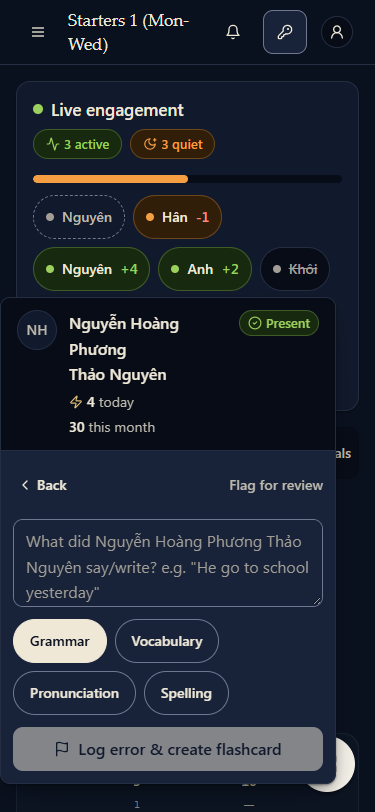 Starters 1 (Mon-
Wed)
Live engagement
3 active
3 quiet
Nguyên
Hân -1
Nguyên +4
Anh +2
Khôi
NH
Nguyễn Hoàng
Phương
Thảo Nguyên
Present
4 today
30 this month
als
Back
Flag for review
What did Nguyễn Hoàng Phương Thảo
Nguyên say/write? e.g. "He go to school
yesterday"
Grammar
Vocabulary
Pronunciation
Spelling
Log error & create flashcard
1
—